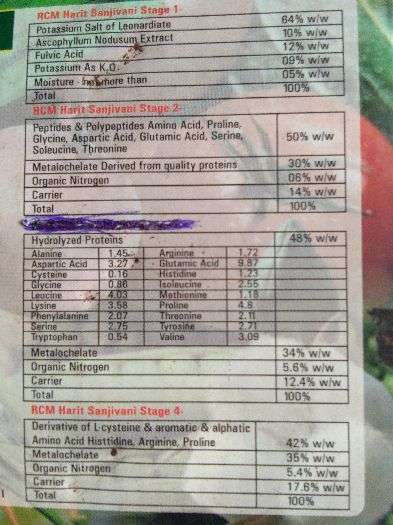 RCM Harit Sanjivani Stage 1-
Potassium Salt of Leonardiate 64% w/w
Ascophyllum Nodusum Extract 10% w/w
Fulvic Acid 12% w/w
Potassium As K.O. 09% w/w
Moisture - more than 05% w/w
Total 100%
RCM Harit Sanjivani Stage 2-
Peptides & Polypeptides Amino Acid, Proline,
Glycine, Aspartic Acid, Glutamic Acid, Serine, 50% w/w
Soleucine, Threonine
Metalochelate Derived from quality proteins 30% w/w
Organic Nitrogen 06% w/w
Carrier 14% w/w
Total 100%
Hydrolyzed Proteins 48% w/w
Alanine 1.45 Arginine 1.72
Aspartic Acid 3.27 Glutamic Acid 9.87
Cysteine 0.16 Histidine 1.23
Glycine 0.86 Isoleucine 2.55
Leucine 4.03 Methionine 1.18
Lysine 3.58 Proline 4.8
Phenylalanine 2.07 Threonine 2.11
Serine 2.75 Tyrosine 2.71
Tryptophan 0.54 Valine 3.09
Metalochelate 34% w/w
Organic Nitrogen 5.6% w/w
Carrier 12.4% w/w
Total 100%
RCM Harit Sanjivani Stage 4-
Derivative of L-cysteine & aromatic & alphatic
Amino Acid Histtidine, Arginine, Proline 42% w/w
Metalochelate 35% w/w
Organic Nitrogen 5.4% w/w
Carrier 17.6% w/w
Total 100%